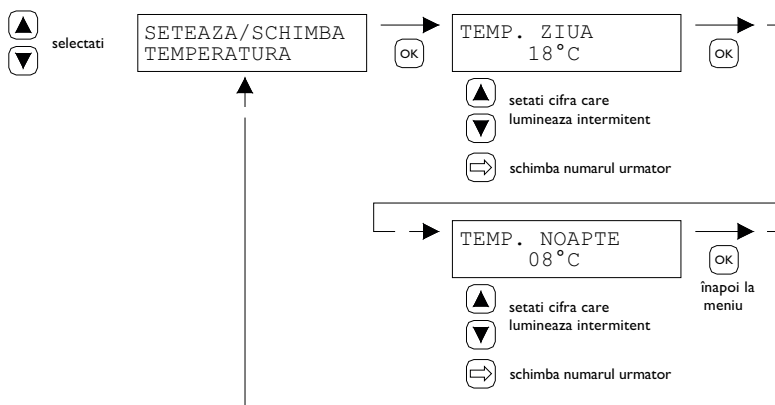 selectati
SETEAZA/SCHIMBA
TEMPERATURA
OK
TEMP. ZIUA
18°C
OK
setati cifra care
lumineaza intermitent
schimba numarul urmator
TEMP. NOAPTE
08°C
OK
înapoi la
meniu
setati cifra care
lumineaza intermitent
schimba numarul urmator